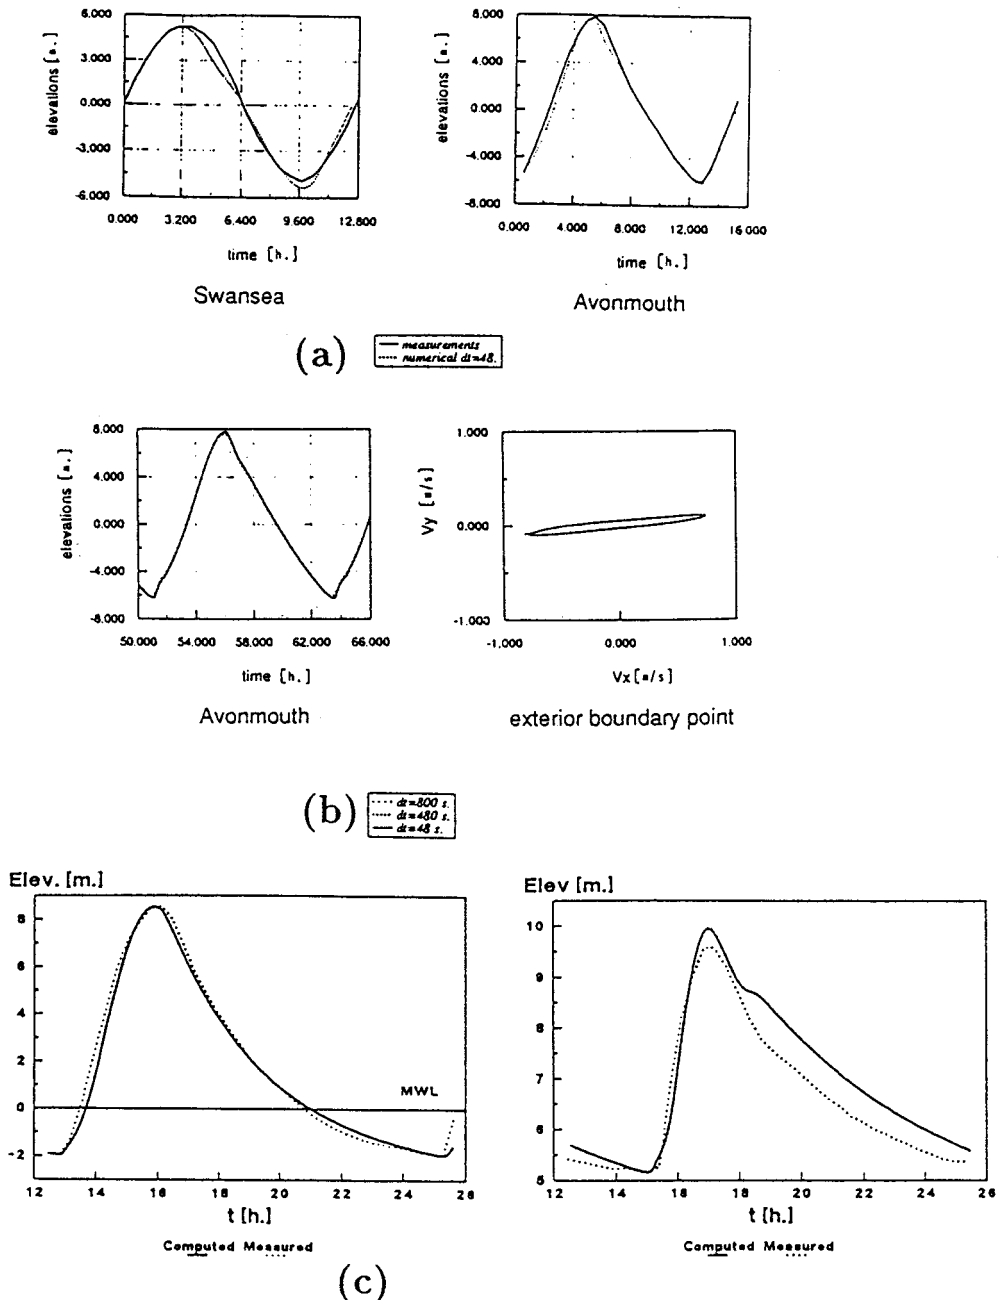 6.000
3.000
0.000
-3.000
-6.000
elevations [m.]
0.000 3.200 6.400 9.600 12.800
time [h.]
Swansea
8.000
4.000
0.000
-4.000
-8.000
elevations [m.]
0.000 4.000 8.000 12.000 16.000
time [h.]
Avonmouth
(a)
measurements
numerical dt=48.
8.000
4.000
0.000
-4.000
-8.000
elevations [m.]
50.000 54.000 58.000 62.000 66.000
time [h.]
Avonmouth
1.000
0.000
-1.000
Vy [m/s]
-1.000 0.000 1.000
Vx [m/s]
exterior boundary point
(b)
dt=800 s.
dt=480 s.
dt=48 s.
Elev. [m.]
8
6
4
2
0
-2
MWL
12 14 16 18 20 22 24 26
t [h.]
Computed Measured
Elev [m.]
10
9
8
7
6
5
12 14 16 18 20 22 24 26
t [h.]
Computed Measured
(c)